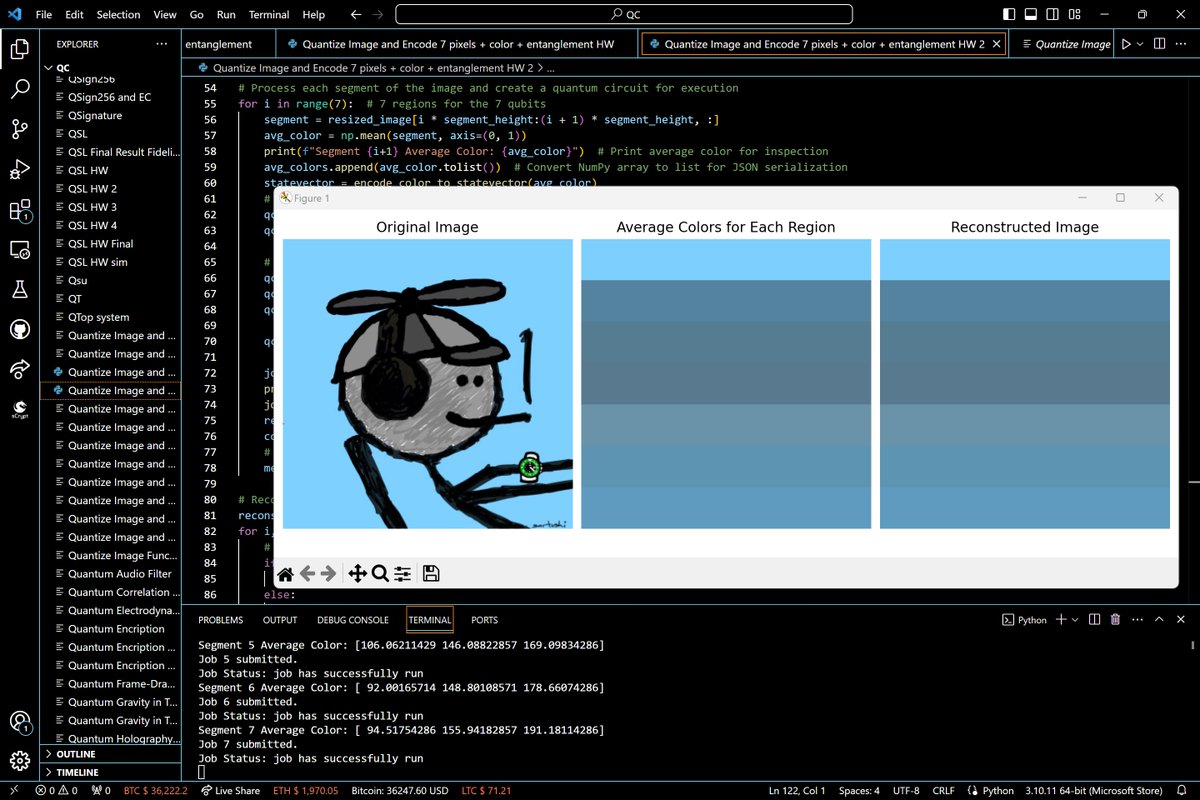 File Edit Selection View Go Run Terminal Help
QC
EXPLORER
QC
QSign256
QSign256 and EC
QSignature
QSL
QSL Final Result Fideli...
QSL HW
QSL HW 2
QSL HW 3
QSL HW 4
QSL HW Final
QSL HW sim
Qsu
QT
QTop system
Quantize Image and ...
Quantize Image and ...
Quantize Image and ...
Quantize Image and ...
Quantize Image and ...
Quantize Image and ...
Quantize Image and ...
Quantize Image and ...
Quantize Image and ...
Quantize Image and ...
Quantize Image and ...
Quantize Image and ...
Quantize Image Func...
Quantum Audio Filter
Quantum Correlation ...
Quantum Electrodyna...
Quantum Encription
Quantum Encription ...
Quantum Encription ...
Quantum Frame-Dra...
Quantum Gravity in T...
Quantum Gravity in T...
Quantum Holography...
OUTLINE
TIMELINE
entanglement
Quantize Image and Encode 7 pixels + color + entanglement HW
Quantize Image and Encode 7 pixels + color + entanglement HW 2
Quantize Image
Quantize Image and Encode 7 pixels + color + entanglement HW 2 > ...
54 # Process each segment of the image and create a quantum circuit for execution
55 for i in range(7): # 7 regions for the 7 qubits
56 segment = resized_image[i * segment_height:(i + 1) * segment_height, :]
57 avg_color = np.mean(segment, axis=(0, 1))
58 print(f"Segment {i+1} Average Color: {avg_color}") # Print average color for inspection
59 avg_colors.append(avg_color.tolist()) # Convert NumPy array to list for JSON serialization
60 statevector = encode_color_to_statevector(avg_color)
61 #
62 qc
63 qc
64
65 #
66 qc
67 qc
68 qc
69
70 qc
71
72 jo
73 pr
74 jo
75 re
76 co
77 #
78 me
79
80 # Rec
81 recons
82 for i,
83 #
84 if
85
86 else:
Figure 1
Original Image
Average Colors for Each Region
Reconstructed Image
martushi
PROBLEMS OUTPUT DEBUG CONSOLE TERMINAL PORTS
Python
Segment 5 Average Color: [106.06211429 146.08822857 169.09834286]
Job 5 submitted.
Job Status: job has successfully run
Segment 6 Average Color: [ 92.00165714 148.80108571 178.66074286]
Job 6 submitted.
Job Status: job has successfully run
Segment 7 Average Color: [ 94.51754286 155.94182857 191.18114286]
Job 7 submitted.
Job Status: job has successfully run
0 0 0 BTC $ 36,222.2 Live Share ETH $ 1,970.05 Bitcoin: 36247.60 USD LTC $ 71.21 Ln 122, Col 1 Spaces: 4 UTF-8 CRLF Python 3.10.11 64-bit (Microsoft Store)